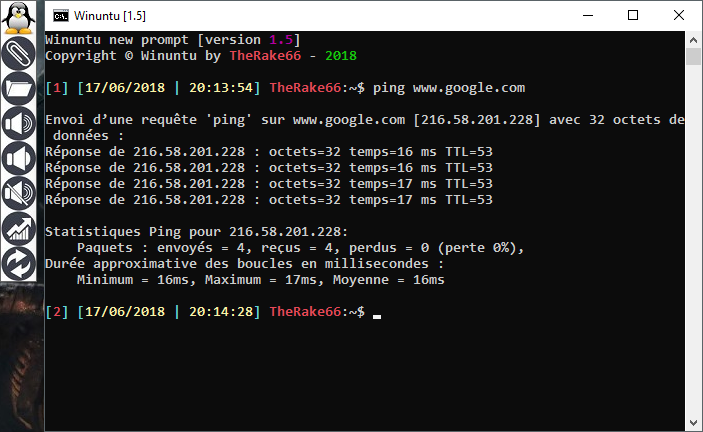 Winuntu [1.5]
Winuntu new prompt [version 1.5]
Copyright © Winuntu by TheRake66 - 2018
[1] [17/06/2018 | 20:13:54] TheRake66:~$ ping www.google.com
Envoi d’une requête 'ping' sur www.google.com [216.58.201.228] avec 32 octets de
données :
Réponse de 216.58.201.228 : octets=32 temps=16 ms TTL=53
Réponse de 216.58.201.228 : octets=32 temps=16 ms TTL=53
Réponse de 216.58.201.228 : octets=32 temps=17 ms TTL=53
Réponse de 216.58.201.228 : octets=32 temps=17 ms TTL=53
Statistiques Ping pour 216.58.201.228:
Paquets : envoyés = 4, reçus = 4, perdus = 0 (perte 0%),
Durée approximative des boucles en millisecondes :
Minimum = 16ms, Maximum = 17ms, Moyenne = 16ms
[2] [17/06/2018 | 20:14:28] TheRake66:~$